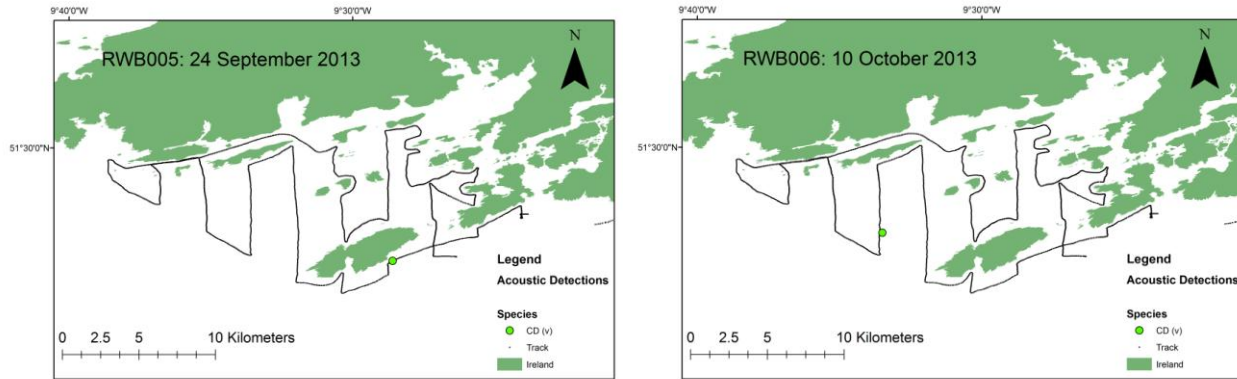 9°40'0"W 9°30'0"W
RWB005: 24 September 2013
N
51°30'0"N
Legend
Acoustic Detections
Species
CD (v)
Track
Ireland
0 2.5 5 10 Kilometers
9°40'0"W 9°30'0"W
RWB006: 10 October 2013
N
51°30'0"N
Legend
Acoustic Detections
Species
CD (v)
Track
Ireland
0 2.5 5 10 Kilometers